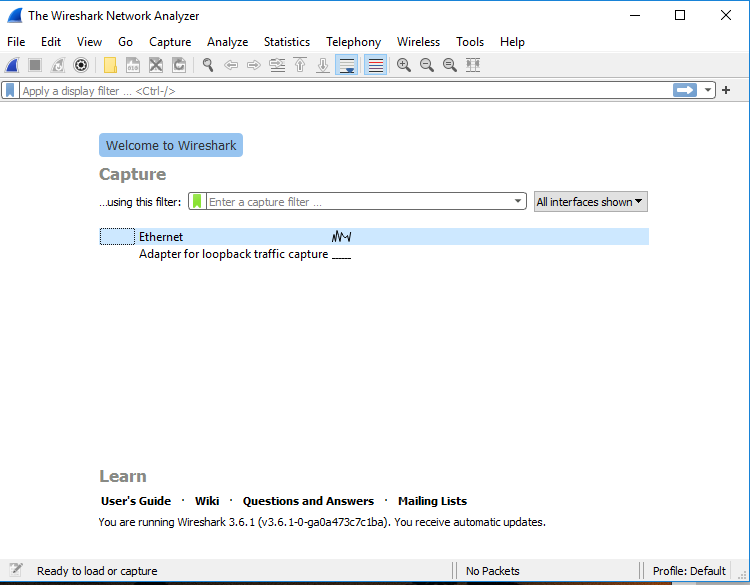 The Wireshark Network Analyzer
File Edit View Go Capture Analyze Statistics Telephony Wireless Tools Help
Apply a display filter ... <Ctrl-/>
Welcome to Wireshark
Capture
...using this filter: Enter a capture filter ... All interfaces shown
Ethernet
Adapter for loopback traffic capture
Learn
User's Guide · Wiki · Questions and Answers · Mailing Lists
You are running Wireshark 3.6.1 (v3.6.1-0-ga0a473c7c1ba). You receive automatic updates.
Ready to load or capture No Packets Profile: Default